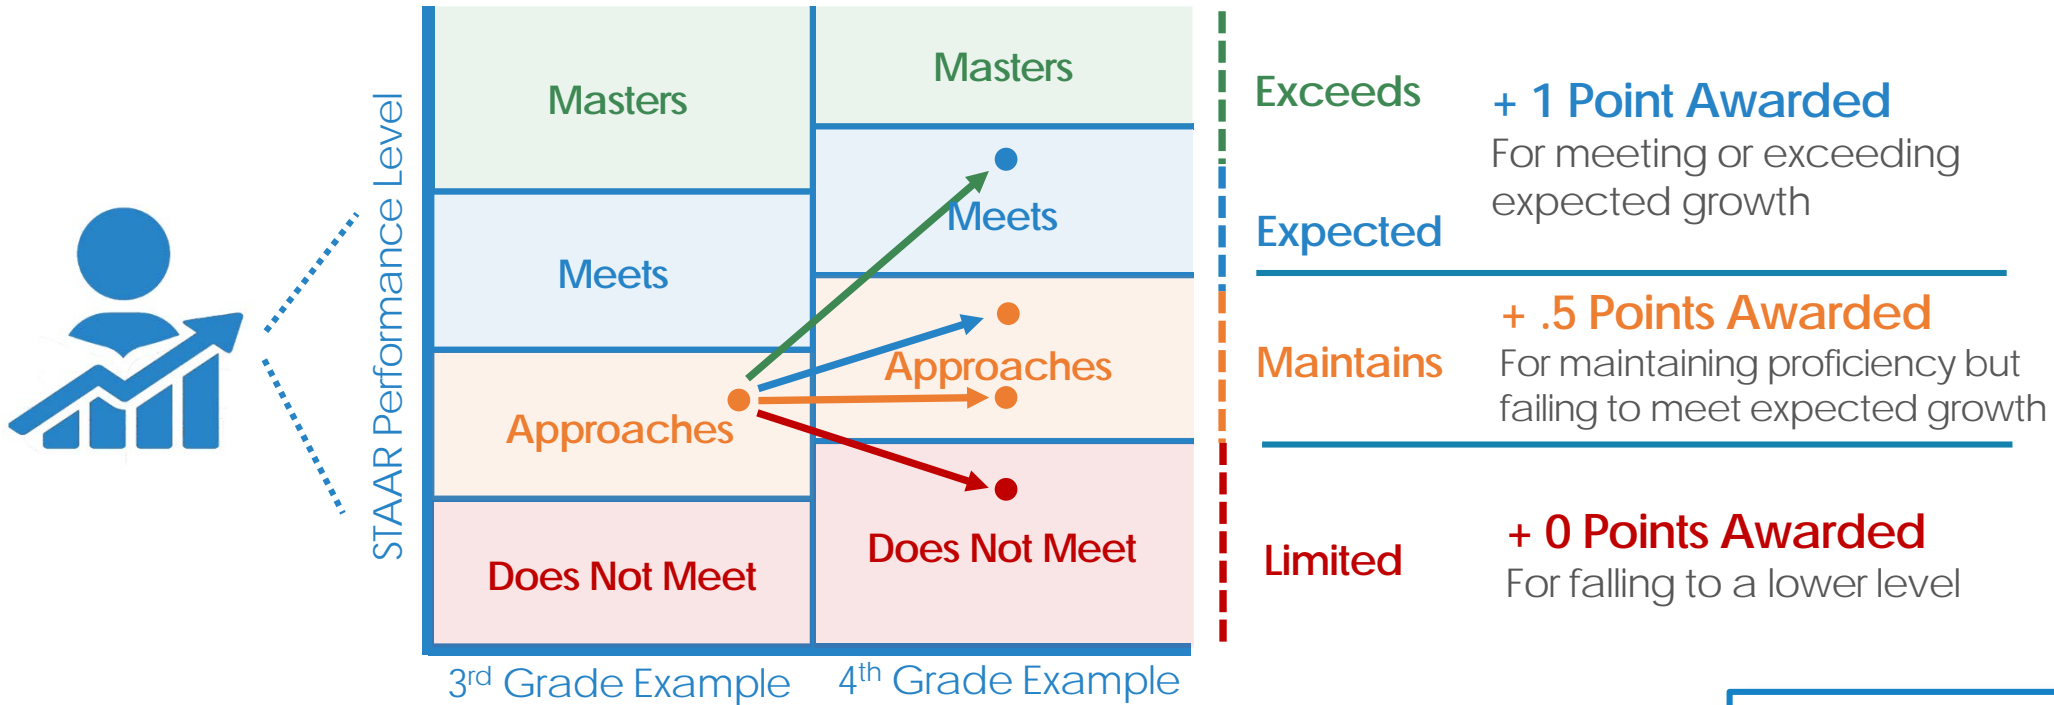 STAAR Performance Level
Masters
Meets
Approaches
Does Not Meet
3rd Grade Example
Masters
Meets
Approaches
Does Not Meet
4th Grade Example
Exceeds
Expected
+ 1 Point Awarded
For meeting or exceeding
expected growth
Maintains
+ .5 Points Awarded
For maintaining proficiency but
failing to meet expected growth
Limited
+ 0 Points Awarded
For falling to a lower level